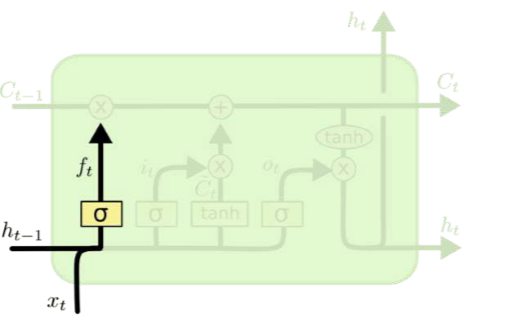 h_t
C_{t-1}
×
+
C_t
tanh
f_t
i_t
×
o_t
×
C̃_t
σ
σ
tanh
σ
h_{t-1}
h_t
x_t